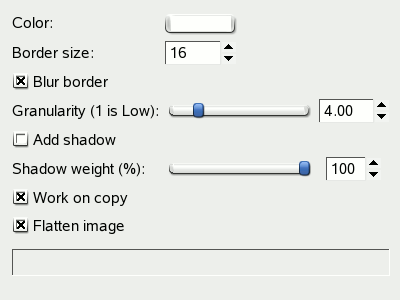 Color:
Border size: 16
Blur border
Granularity (1 is Low): 4.00
Add shadow
Shadow weight (%): 100
Work on copy
Flatten image